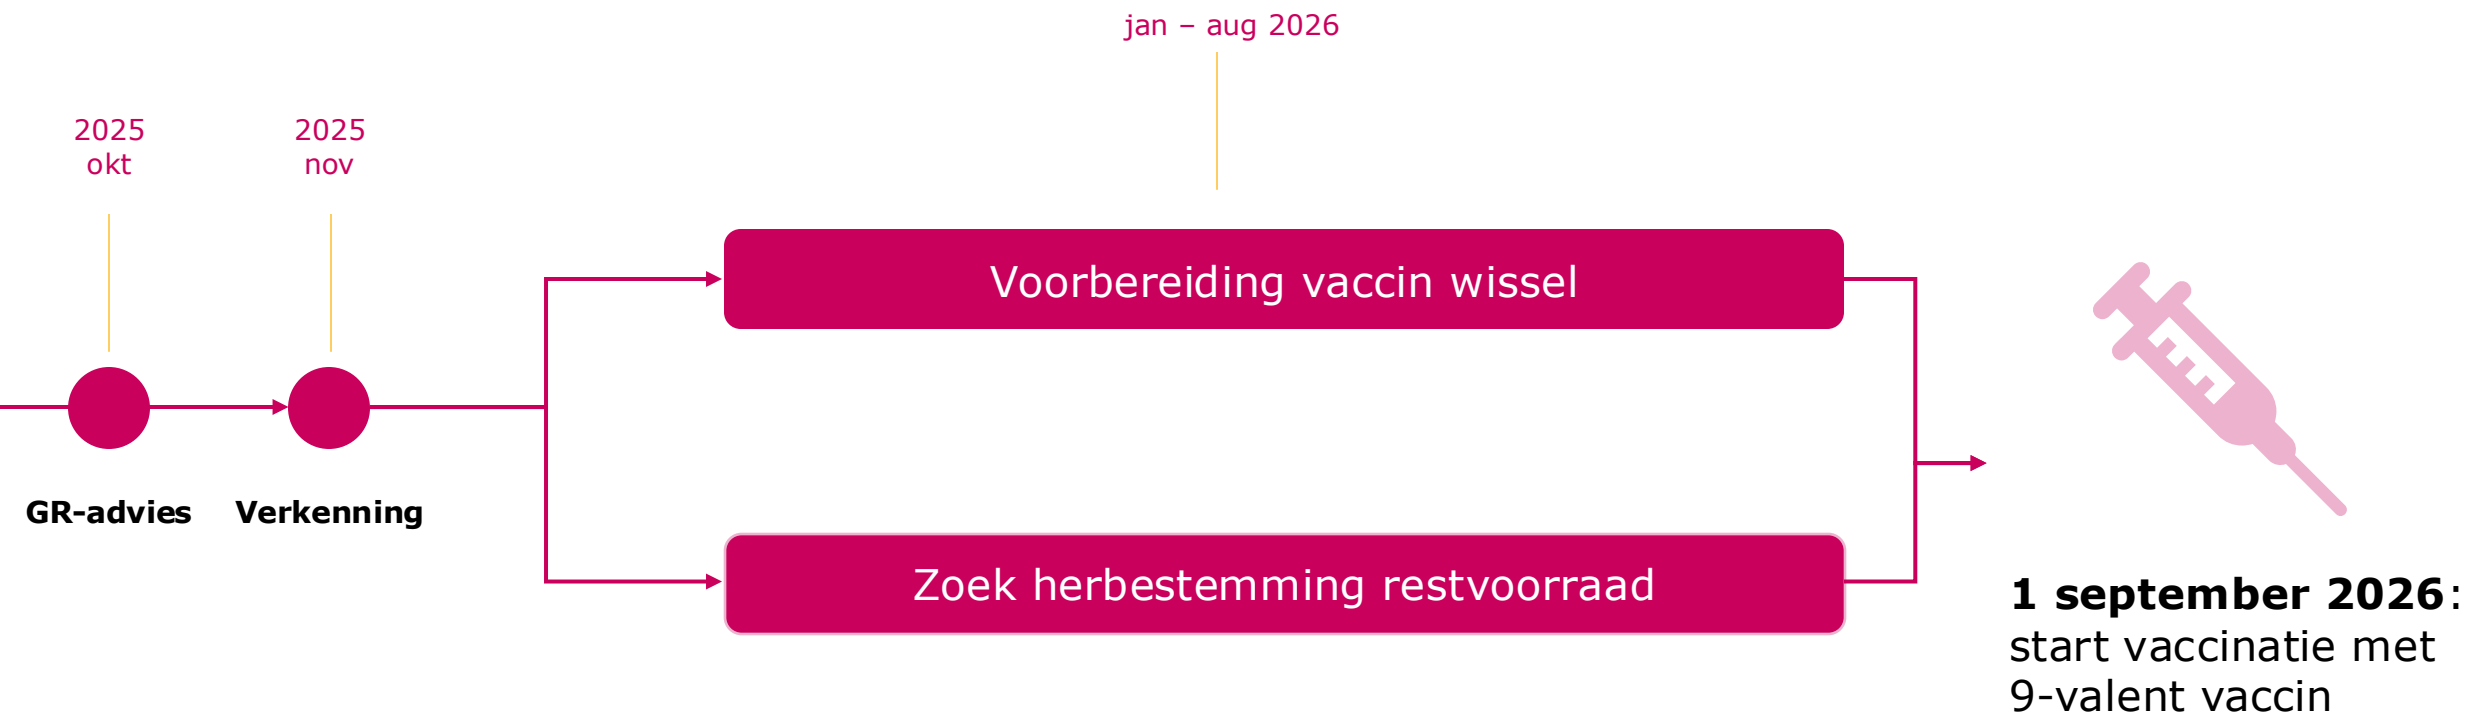 jan – aug 2026
2025
okt
2025
nov
Voorbereiding vaccin wissel
GR-advies
Verkenning
Zoek herbestemming restvoorraad
1 september 2026:
start vaccinatie met
9-valent vaccin